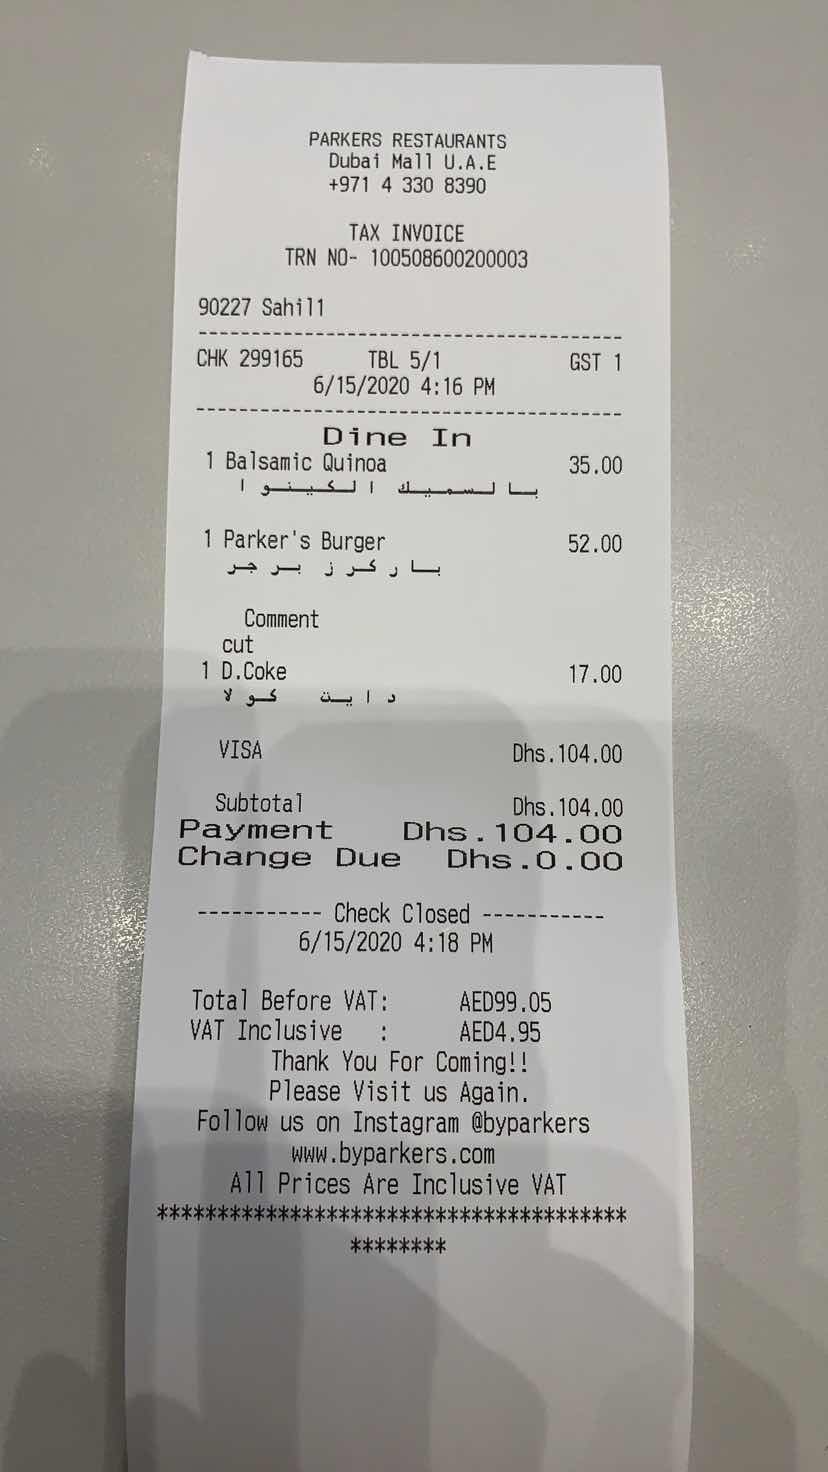 PARKERS RESTAURANTS
Dubai Mall U.A.E
+971 4 330 8390
TAX INVOICE
TRN NO- 100508600200003
90227 Sahil1
----------------------------------------
CHK 299165 TBL 5/1 GST 1
6/15/2020 4:16 PM
----------------------------------------
Dine In
1 Balsamic Quinoa 35.00
بالسميك الكينوا
1 Parker's Burger 52.00
باركرز برجر
Comment
cut
1 D.Coke 17.00
دايت كولا
VISA Dhs.104.00
Subtotal Dhs.104.00
Payment Dhs.104.00
Change Due Dhs.0.00
----------- Check Closed -----------
6/15/2020 4:18 PM
Total Before VAT: AED99.05
VAT Inclusive : AED4.95
Thank You For Coming!!
Please Visit us Again.
Follow us on Instagram @byparkers
www.byparkers.com
All Prices Are Inclusive VAT
****************************************
********